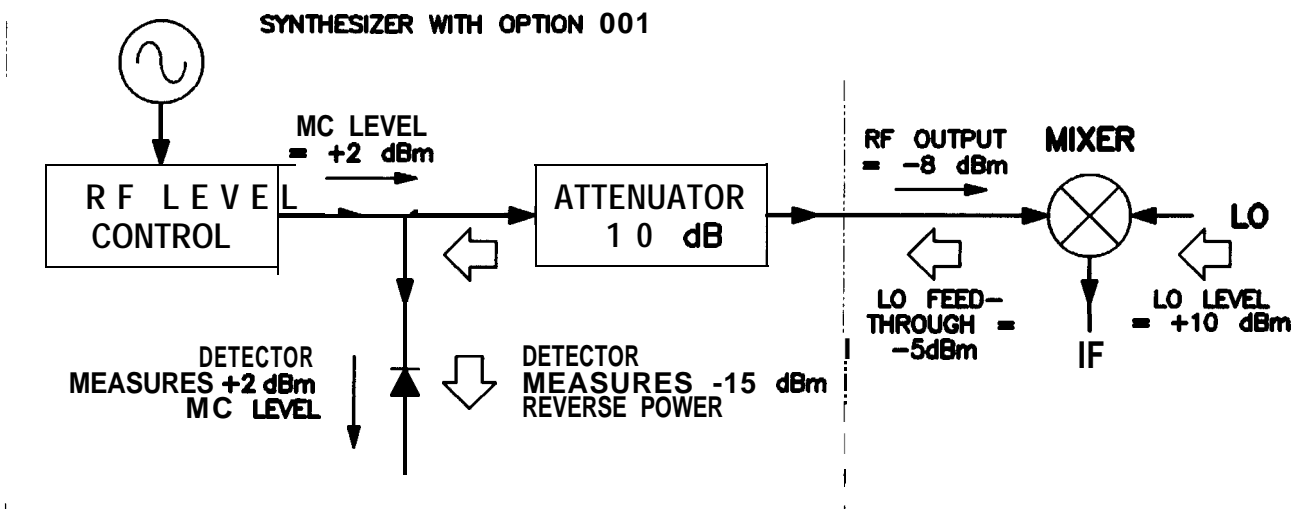 SYNTHESIZER WITH OPTION 001
MC LEVEL
= +2 dBm
RF LEVEL
CONTROL
ATTENUATOR
10 dB
RF OUTPUT
= -8 dBm
MIXER
LO
LO FEED-
THROUGH =
-5dBm
LO LEVEL
= +10 dBm
IF
DETECTOR
MEASURES +2 dBm
MC LEVEL
DETECTOR
MEASURES -15 dBm
REVERSE POWER